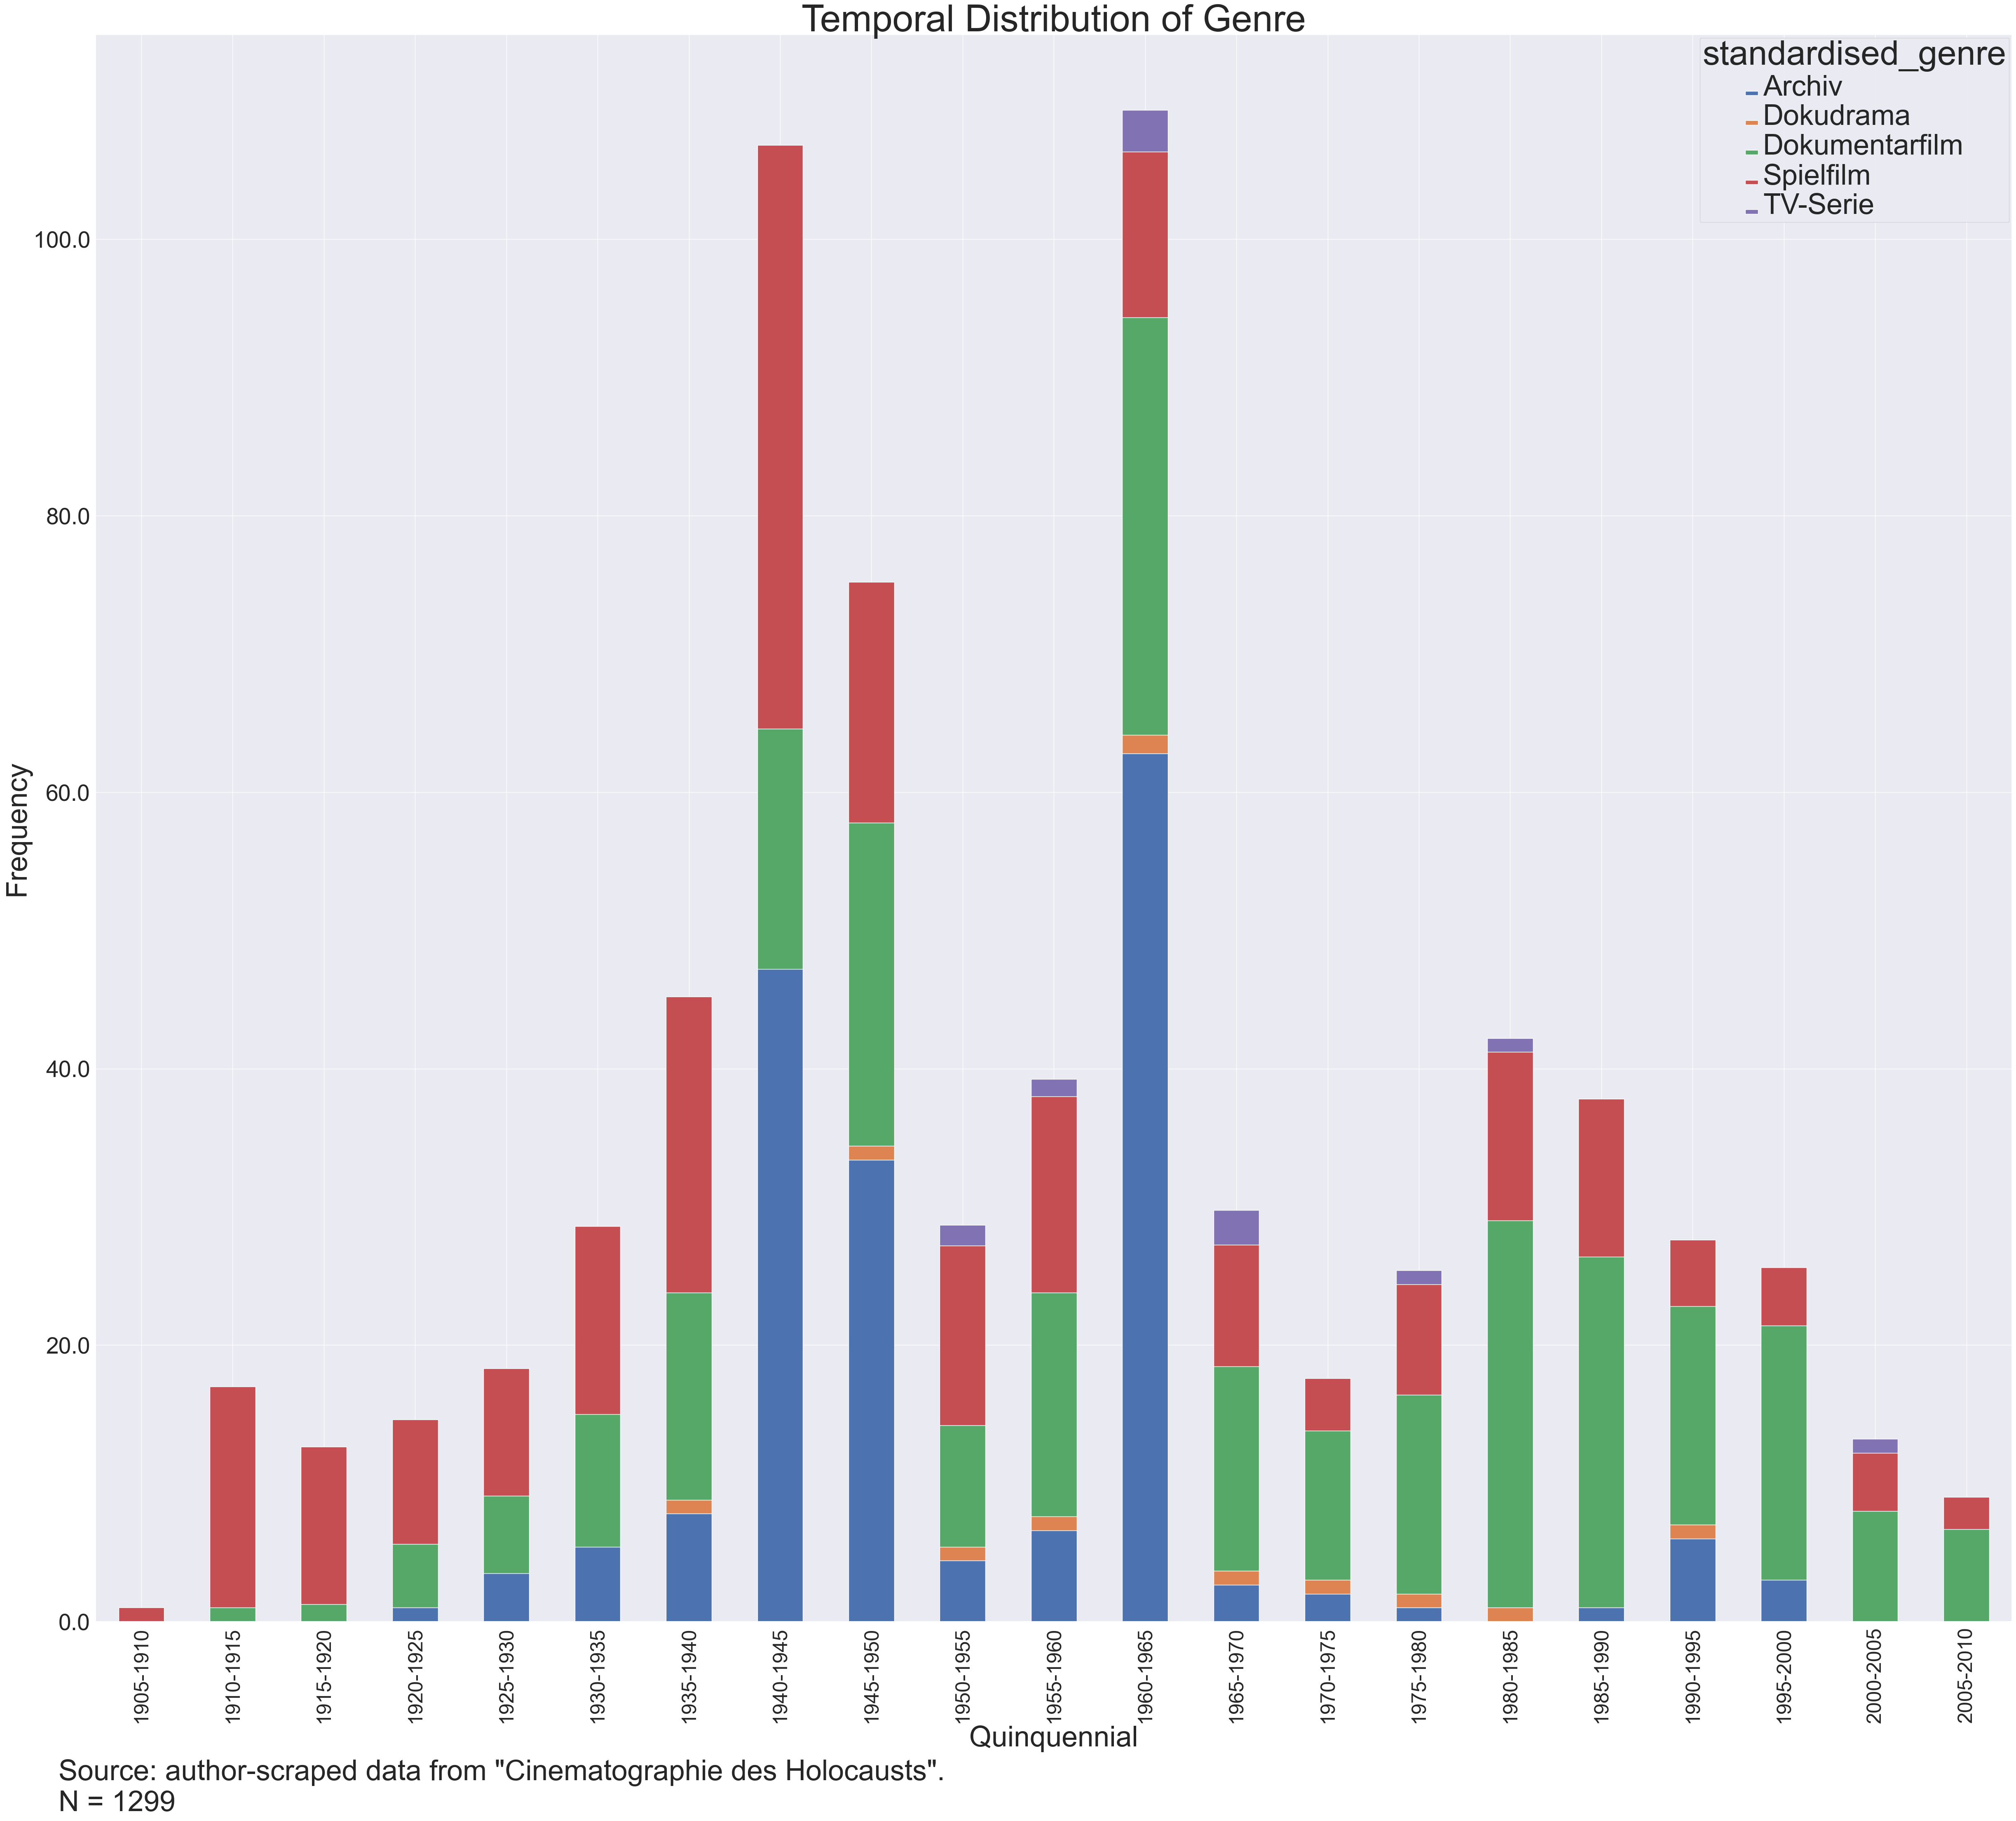 Temporal Distribution of Genre
standardised_genre
Archiv
Dokudrama
Dokumentarfilm
Spielfilm
TV-Serie
Frequency
100.0
80.0
60.0
40.0
20.0
0.0
1905-1910
1910-1915
1915-1920
1920-1925
1925-1930
1930-1935
1935-1940
1940-1945
1945-1950
1950-1955
1955-1960
1960-1965
1965-1970
1970-1975
1975-1980
1980-1985
1985-1990
1990-1995
1995-2000
2000-2005
2005-2010
Quinquennial
Source: author-scraped data from "Cinematographie des Holocausts".
N = 1299